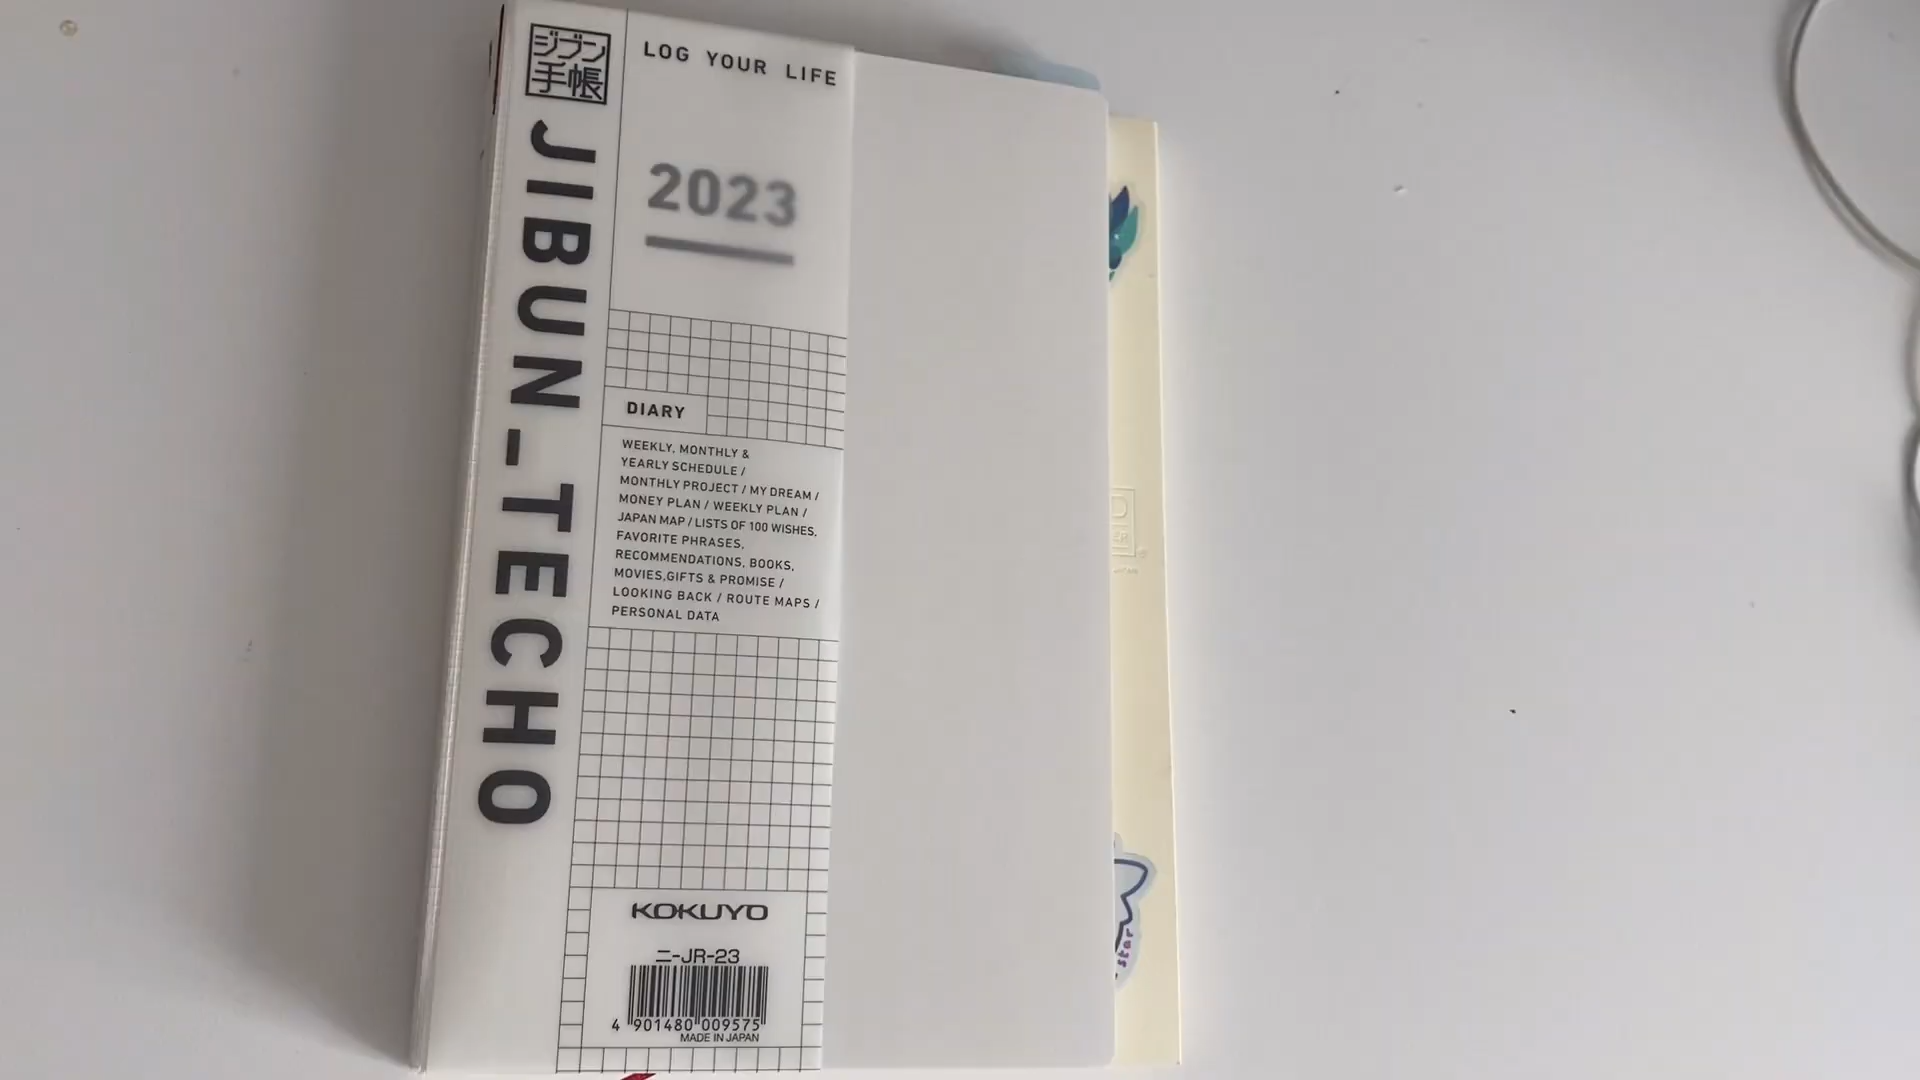 ジブン
手帳
JIBUN_TECHO
LOG YOUR LIFE
2023
DIARY
WEEKLY, MONTHLY &
YEARLY SCHEDULE /
MONTHLY PROJECT / MY DREAM /
MONEY PLAN / WEEKLY PLAN /
JAPAN MAP / LISTS OF 100 WISHES,
FAVORITE PHRASES,
RECOMMENDATIONS, BOOKS,
MOVIES,GIFTS & PROMISE /
LOOKING BACK / ROUTE MAPS /
PERSONAL DATA
KOKUYO
ニ-JR-23
4 901480 009575
MADE IN JAPAN
star